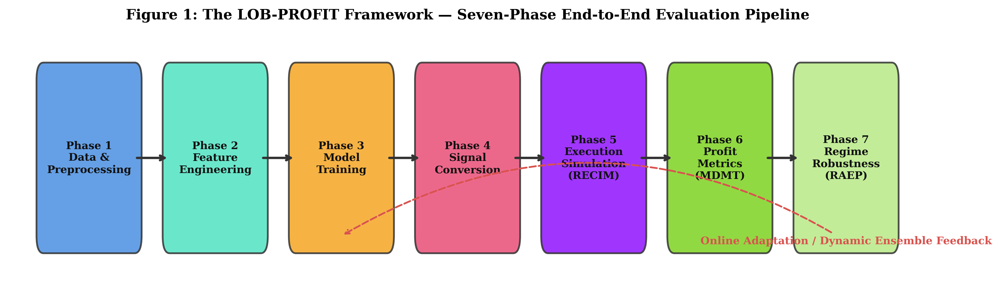 Figure 1: The LOB-PROFIT Framework — Seven-Phase End-to-End Evaluation Pipeline
Phase 1
Data &
Preprocessing
Phase 2
Feature
Engineering
Phase 3
Model
Training
Phase 4
Signal
Conversion
Phase 5
Execution
Simulation
(RECIM)
Phase 6
Profit
Metrics
(MDMT)
Phase 7
Regime
Robustness
(RAEP)
Online Adaptation / Dynamic Ensemble Feedback